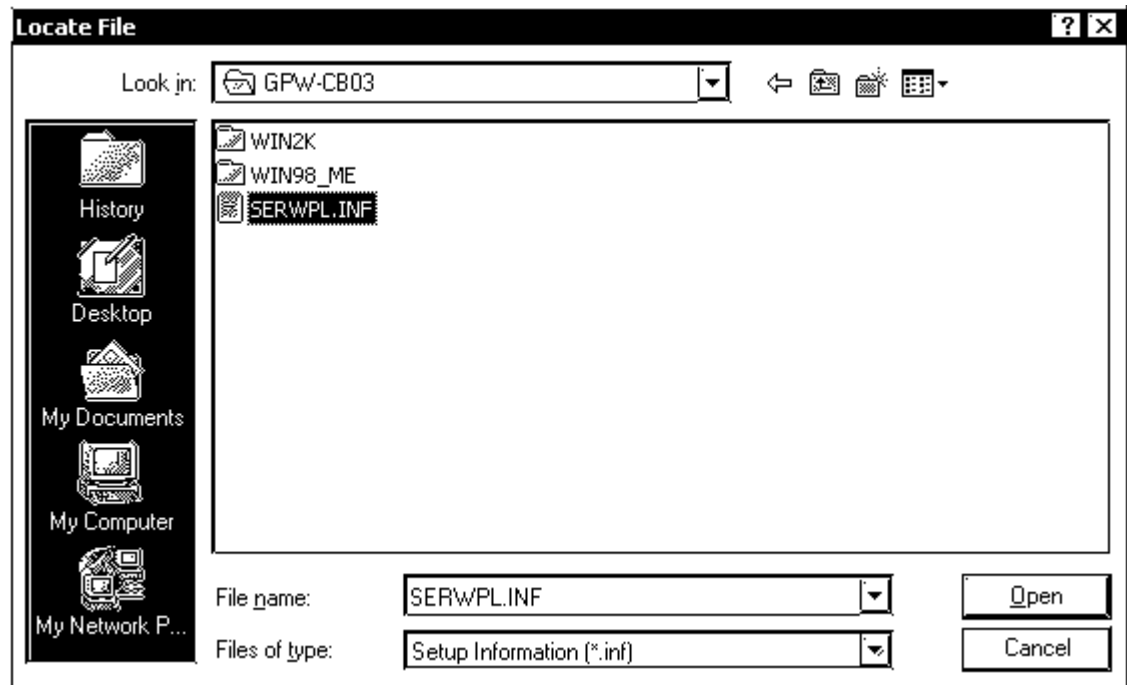 Locate File
Look in: GPW-CB03
WIN2K
WIN98_ME
SERWPL.INF
History
Desktop
My Documents
My Computer
My Network P...
File name: SERWPL.INF Open
Files of type: Setup Information (*.inf) Cancel